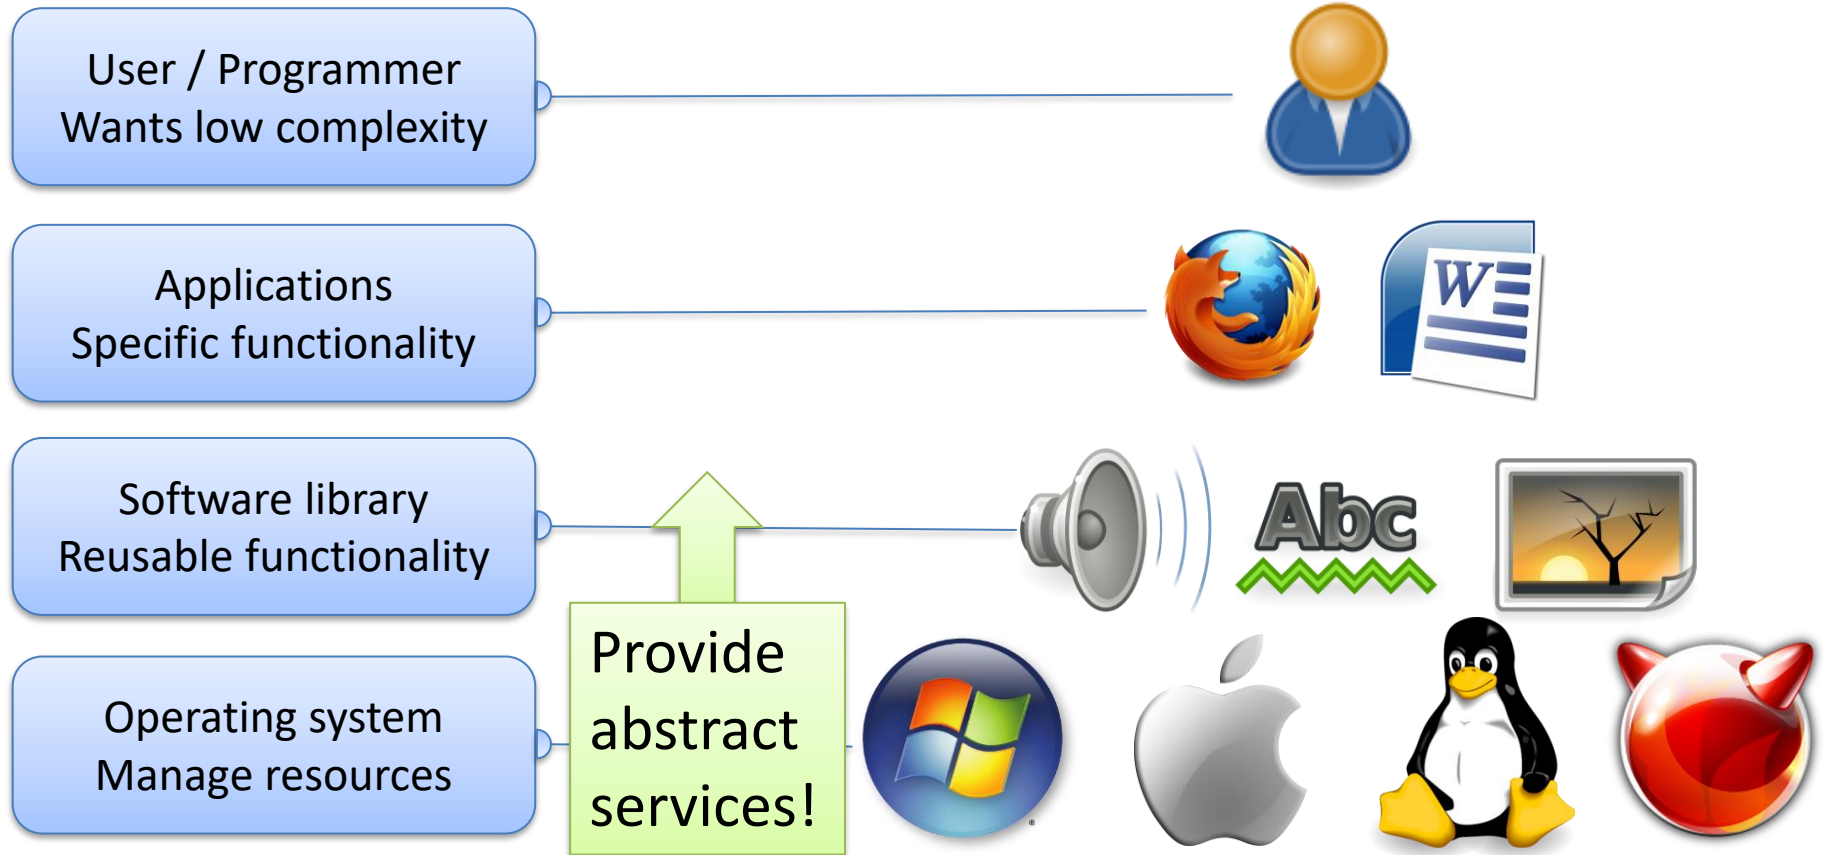 User / Programmer
Wants low complexity
Applications
Specific functionality
W
Software library
Reusable functionality
Abc
Provide
abstract
services!
Operating system
Manage resources